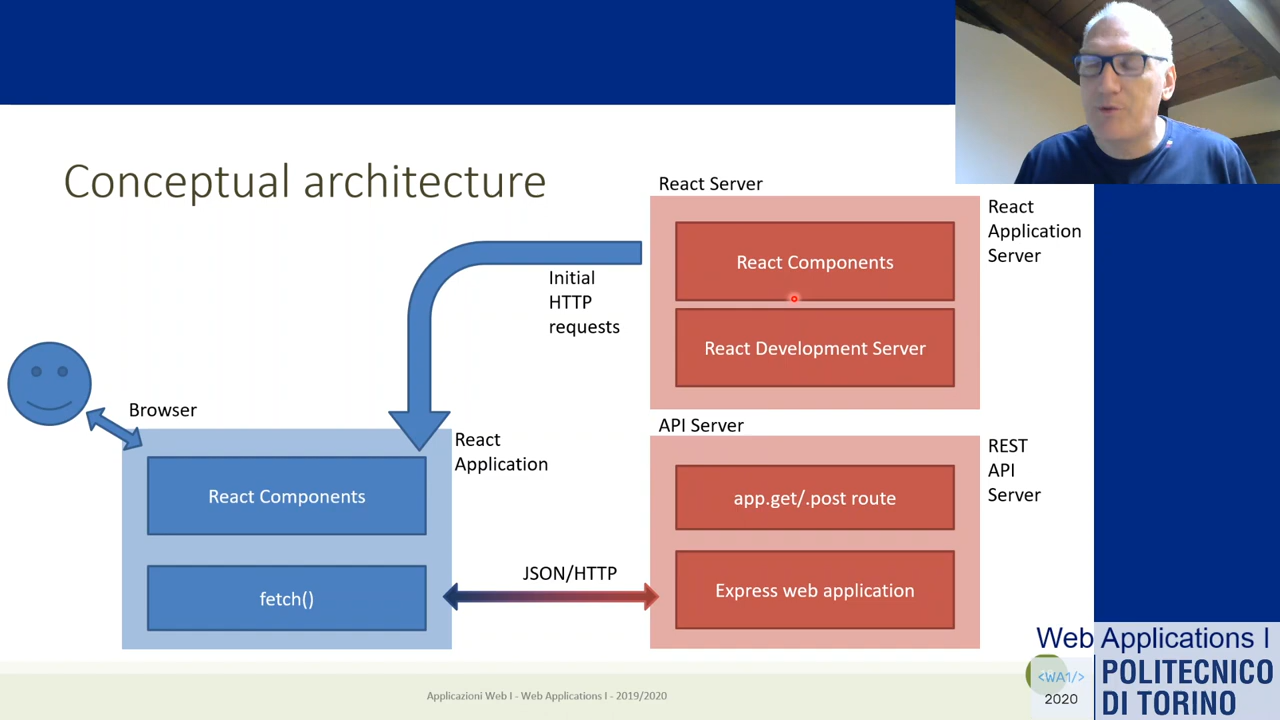 Conceptual architecture
React Server
React
Application
Server
React Components
Initial
HTTP
requests
React Development Server
Browser
API Server
React
Application
REST
API
Server
React Components
app.get/.post route
JSON/HTTP
fetch()
Express web application
Web Applications I
<WA1/>
2020
POLITECNICO
DI TORINO
Applicazioni Web I - Web Applications I - 2019/2020